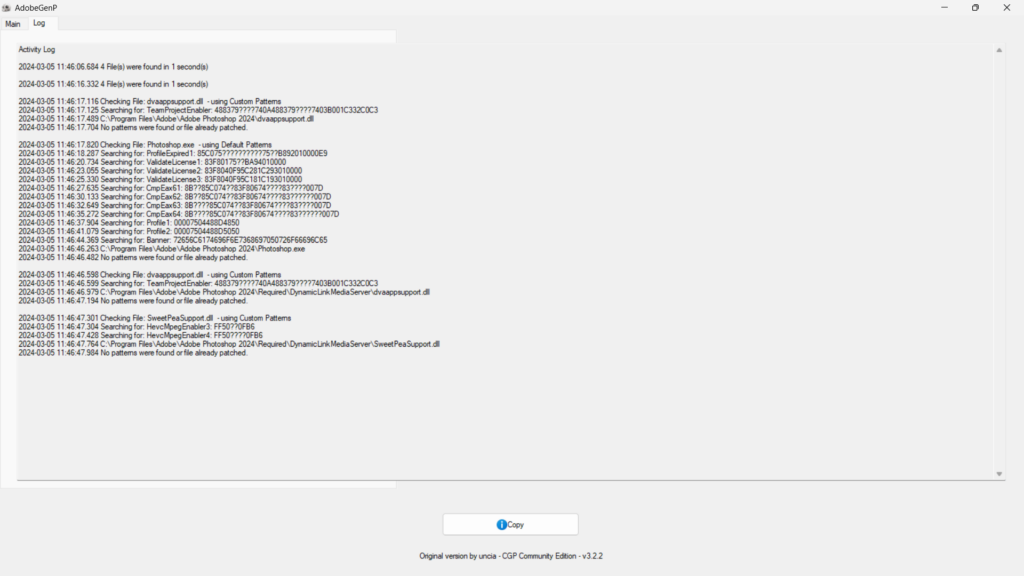 AdobeGenP
Main Log
Activity Log
2024-03-05 11:46:06.684 4 File(s) were found in 1 second(s)
2024-03-05 11:46:16.332 4 File(s) were found in 1 second(s)
2024-03-05 11:46:17.116 Checking File: dvaappsupport.dll - using Custom Patterns
2024-03-05 11:46:17.125 Searching for: TeamProjectEnabler: 488379????740A488379????7403B001C332C0C3
2024-03-05 11:46:17.489 C:\Program Files\Adobe\Adobe Photoshop 2024\dvaappsupport.dll
2024-03-05 11:46:17.704 No patterns were found or file already patched.
2024-03-05 11:46:17.820 Checking File: Photoshop.exe - using Default Patterns
2024-03-05 11:46:18.287 Searching for: ProfileExpired1: 85C075??????????75??B892010000E9
2024-03-05 11:46:20.734 Searching for: ValidateLicense1: 83F80175??BA94010000
2024-03-05 11:46:23.055 Searching for: ValidateLicense2: 83F8040F95C281C293010000
2024-03-05 11:46:25.330 Searching for: ValidateLicense3: 83F8040F95C181C193010000
2024-03-05 11:46:27.635 Searching for: CmpEax61: 8B??85C074??83F80674????83????007D
2024-03-05 11:46:30.133 Searching for: CmpEax62: 8B??85C074??83F80674????83??????007D
2024-03-05 11:46:32.649 Searching for: CmpEax63: 8B????85C074??83F80674????83????007D
2024-03-05 11:46:35.272 Searching for: CmpEax64: 8B????85C074??83F80674????83??????007D
2024-03-05 11:46:37.904 Searching for: Profile1: 00007504488D4850
2024-03-05 11:46:41.079 Searching for: Profile2: 00007504488D5050
2024-03-05 11:46:44.369 Searching for: Banner: 72656C6174696F6E7368697050726F66696C65
2024-03-05 11:46:46.263 C:\Program Files\Adobe\Adobe Photoshop 2024\Photoshop.exe
2024-03-05 11:46:46.482 No patterns were found or file already patched.
2024-03-05 11:46:46.598 Checking File: dvaappsupport.dll - using Custom Patterns
2024-03-05 11:46:46.599 Searching for: TeamProjectEnabler: 488379????740A488379????7403B001C332C0C3
2024-03-05 11:46:46.979 C:\Program Files\Adobe\Adobe Photoshop 2024\Required\DynamicLinkMediaServer\dvaappsupport.dll
2024-03-05 11:46:47.194 No patterns were found or file already patched.
2024-03-05 11:46:47.301 Checking File: SweetPeaSupport.dll - using Custom Patterns
2024-03-05 11:46:47.304 Searching for: HevcMpegEnabler3: FF50??0FB6
2024-03-05 11:46:47.428 Searching for: HevcMpegEnabler4: FF50????0FB6
2024-03-05 11:46:47.764 C:\Program Files\Adobe\Adobe Photoshop 2024\Required\DynamicLinkMediaServer\SweetPeaSupport.dll
2024-03-05 11:46:47.984 No patterns were found or file already patched.
Copy
Original version by uncia - CGP Community Edition - v3.2.2